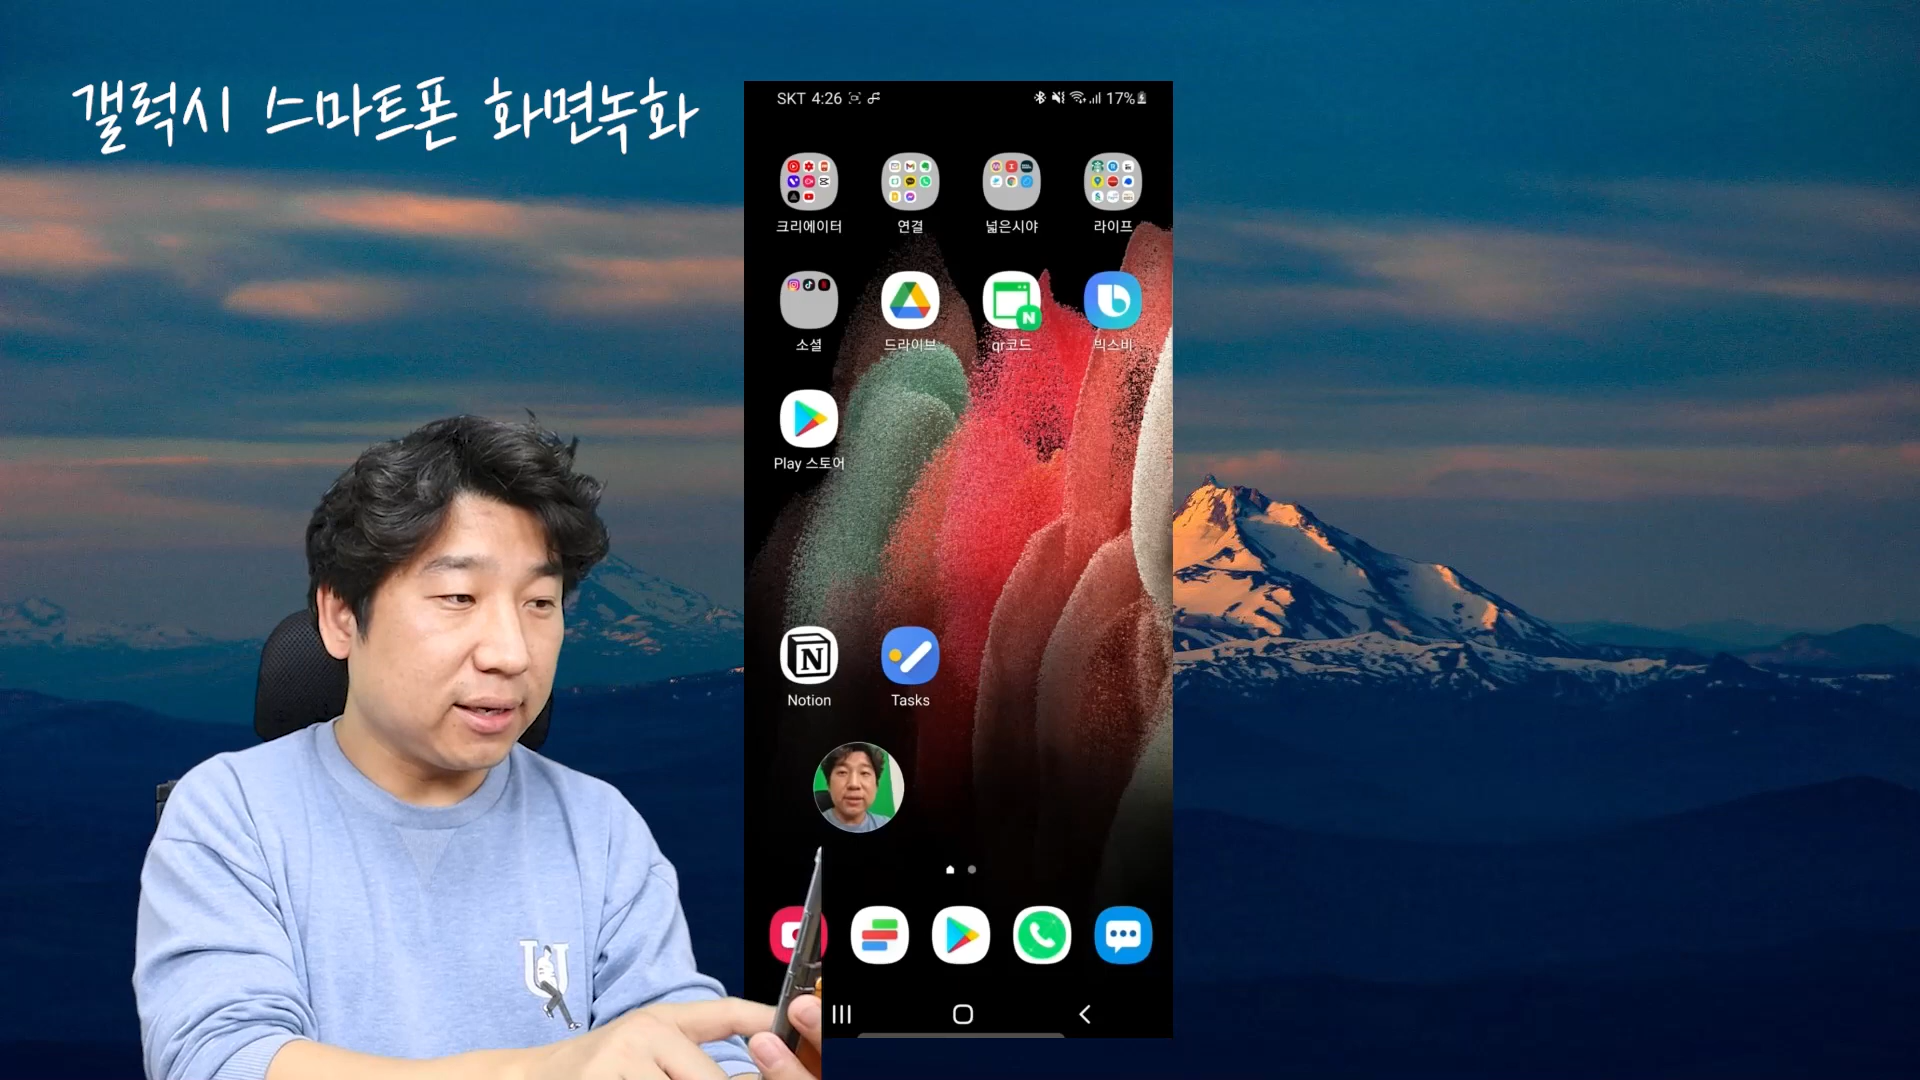 갤럭시 스마트폰 화면녹화
SKT 4:26
17%
크리에이터 연결 넓은시야 라이프
소셜 드라이브 qr코드 빅스비
N
Play 스토어
N
Notion Tasks
U